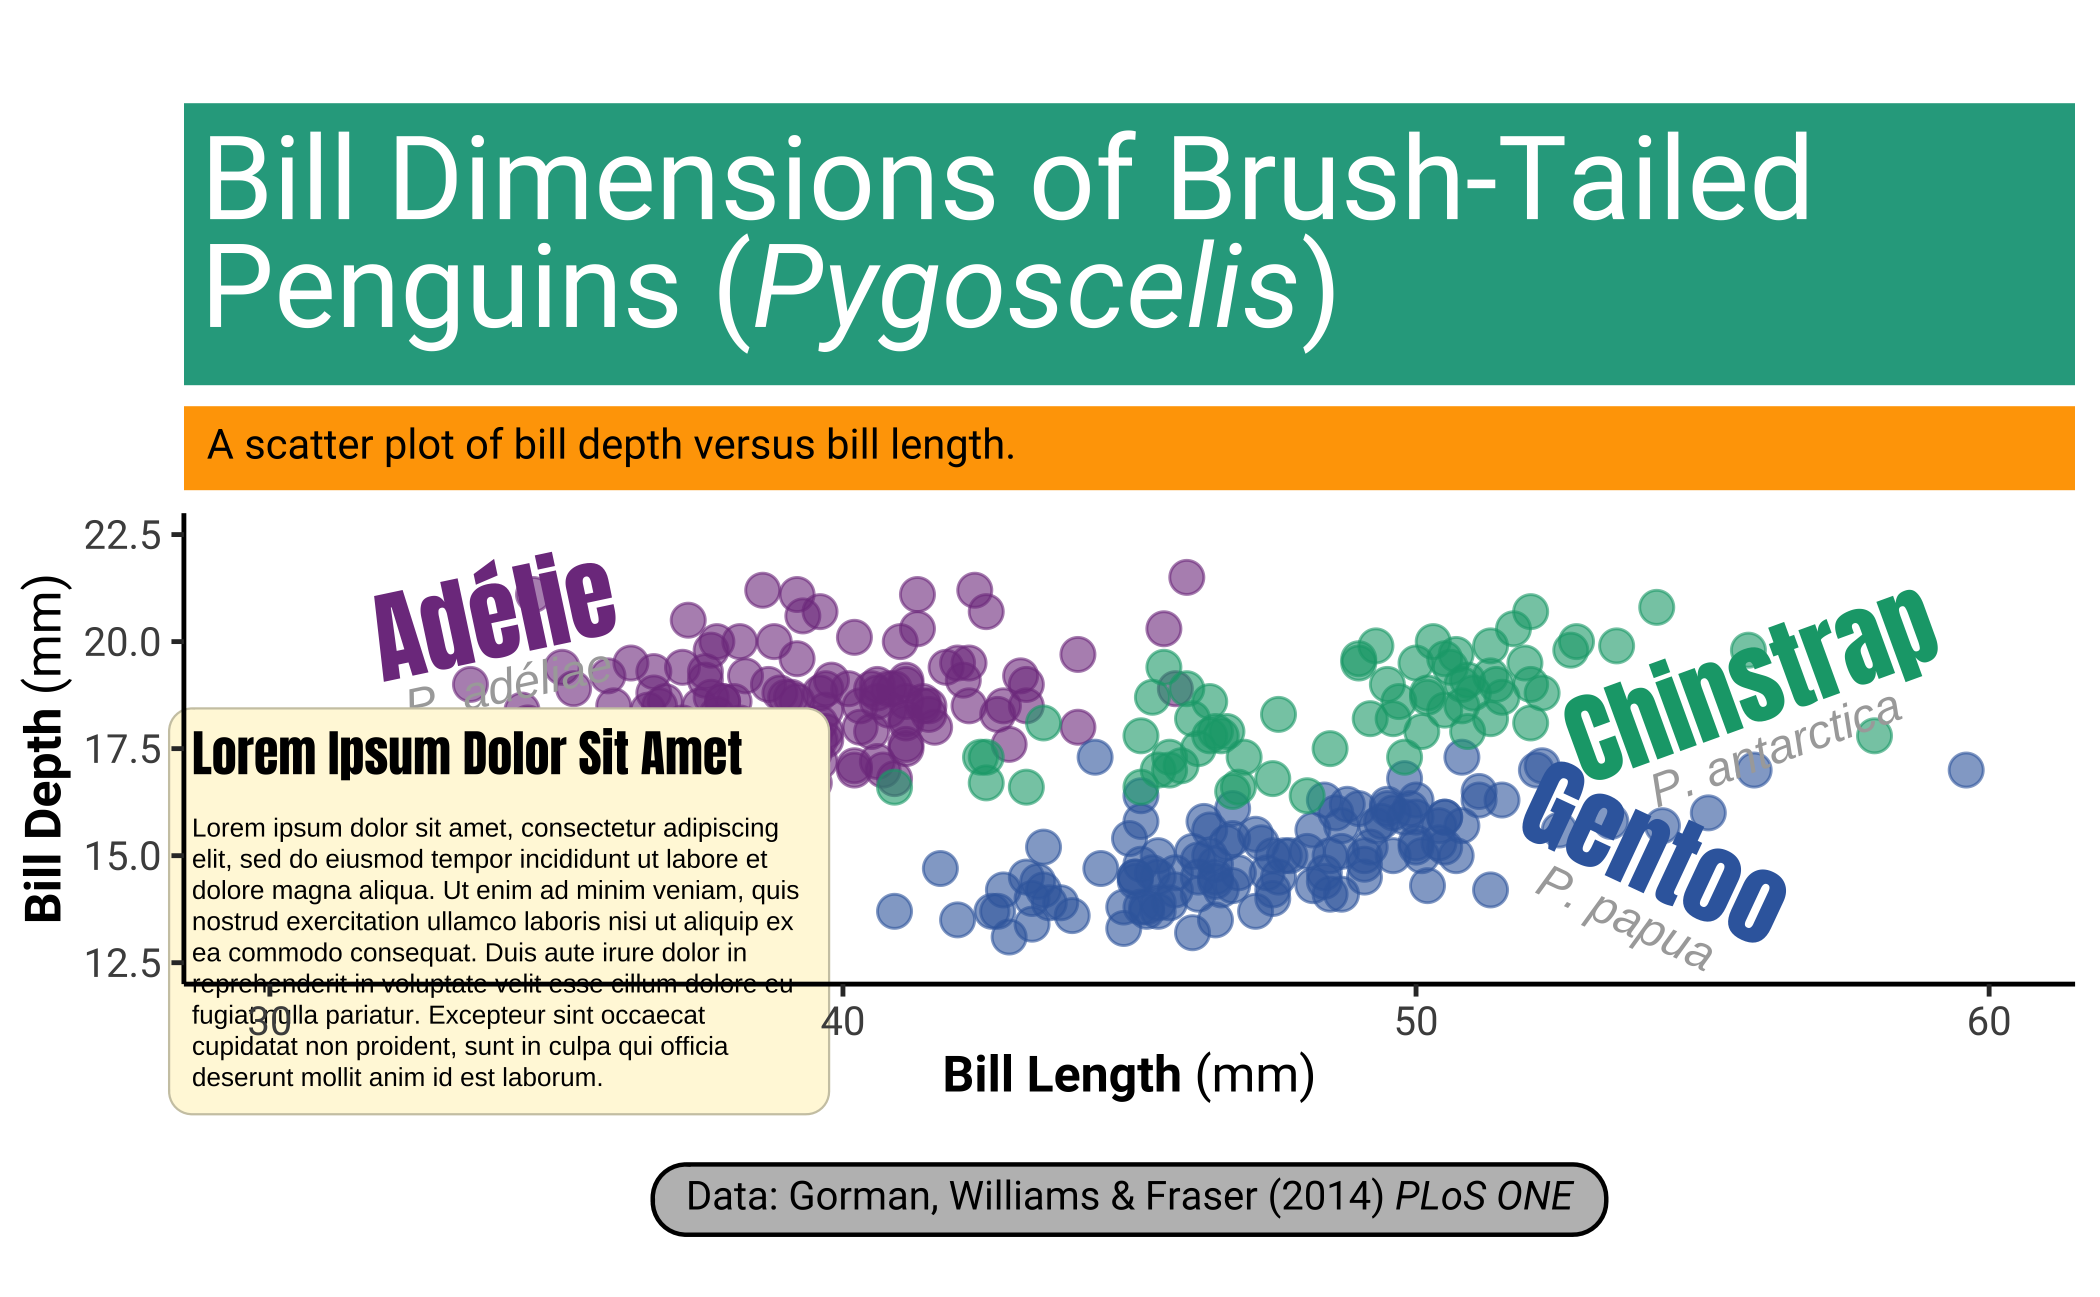 Bill Dimensions of Brush-Tailed
Penguins (Pygoscelis)
A scatter plot of bill depth versus bill length.
22.5
20.0
17.5
15.0
12.5
Bill Depth (mm)
Adélie
P. adéliae
Chinstrap
P. antarctica
Gentoo
P. papua
Lorem Ipsum Dolor Sit Amet
Lorem ipsum dolor sit amet, consectetur adipiscing
elit, sed do eiusmod tempor incididunt ut labore et
dolore magna aliqua. Ut enim ad minim veniam, quis
nostrud exercitation ullamco laboris nisi ut aliquip ex
ea commodo consequat. Duis aute irure dolor in
reprehenderit in voluptate velit esse cillum dolore eu
fugiat nulla pariatur. Excepteur sint occaecat
cupidatat non proident, sunt in culpa qui officia
deserunt mollit anim id est laborum.
30
40
50
60
Bill Length (mm)
Data: Gorman, Williams & Fraser (2014) PLoS ONE